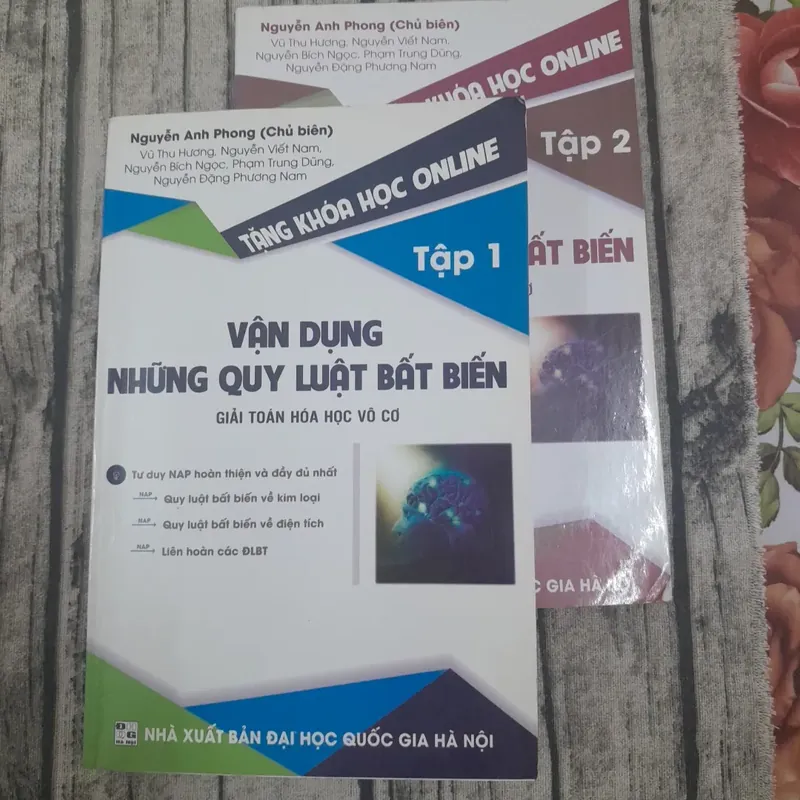 Nguyễn Anh Phong (Chủ biên)
Vũ Thu Hương, Nguyễn Viết Nam,
Nguyễn Bích Ngọc, Phạm Trung Dũng,
Nguyễn Đặng Phương Nam
KHÓA HỌC ONLINE
Tập 2
ẤT BIẾN
C GIA HÀ NỘI
Nguyễn Anh Phong (Chủ biên)
Vũ Thu Hương, Nguyễn Viết Nam,
Nguyễn Bích Ngọc, Phạm Trung Dũng,
Nguyễn Đặng Phương Nam
TẶNG KHÓA HỌC ONLINE
Tập 1
VẬN DỤNG
NHỮNG QUY LUẬT BẤT BIẾN
GIẢI TOÁN HÓA HỌC VÔ CƠ
Tư duy NAP hoàn thiện và đầy đủ nhất
NAP Quy luật bất biến về kim loại
NAP Quy luật bất biến về điện tích
NAP Liên hoàn các ĐLBT
NHÀ XUẤT BẢN ĐẠI HỌC QUỐC GIA HÀ NỘI